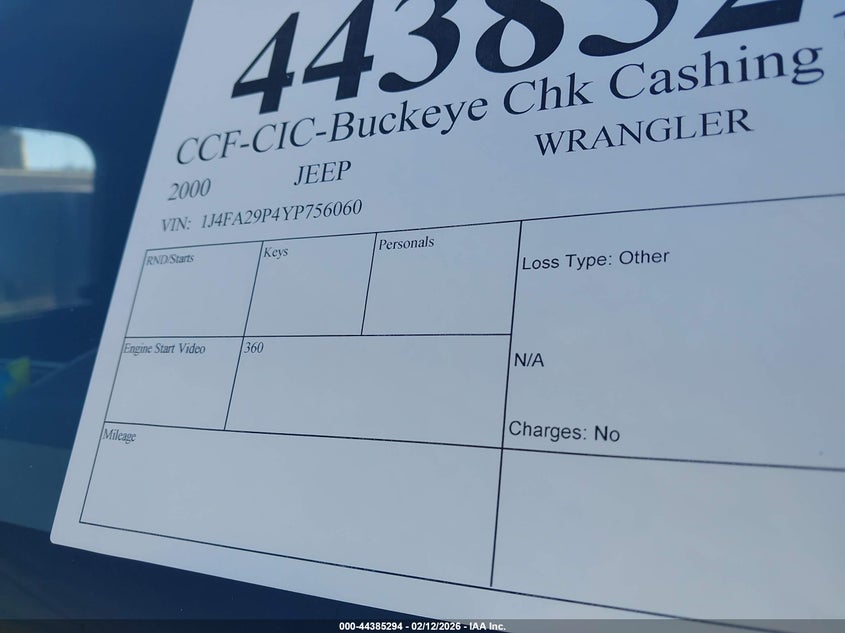 443852
CCF-CIC-Buckeye Chk Cashing
2000 JEEP WRANGLER
VIN: 1J4FA29P4YP756060
RND/Starts Keys Personals
Loss Type: Other
Engine Start Video 360
N/A
Charges: No
Mileage
000-44385294 - 02/12/2026 - IAA Inc.